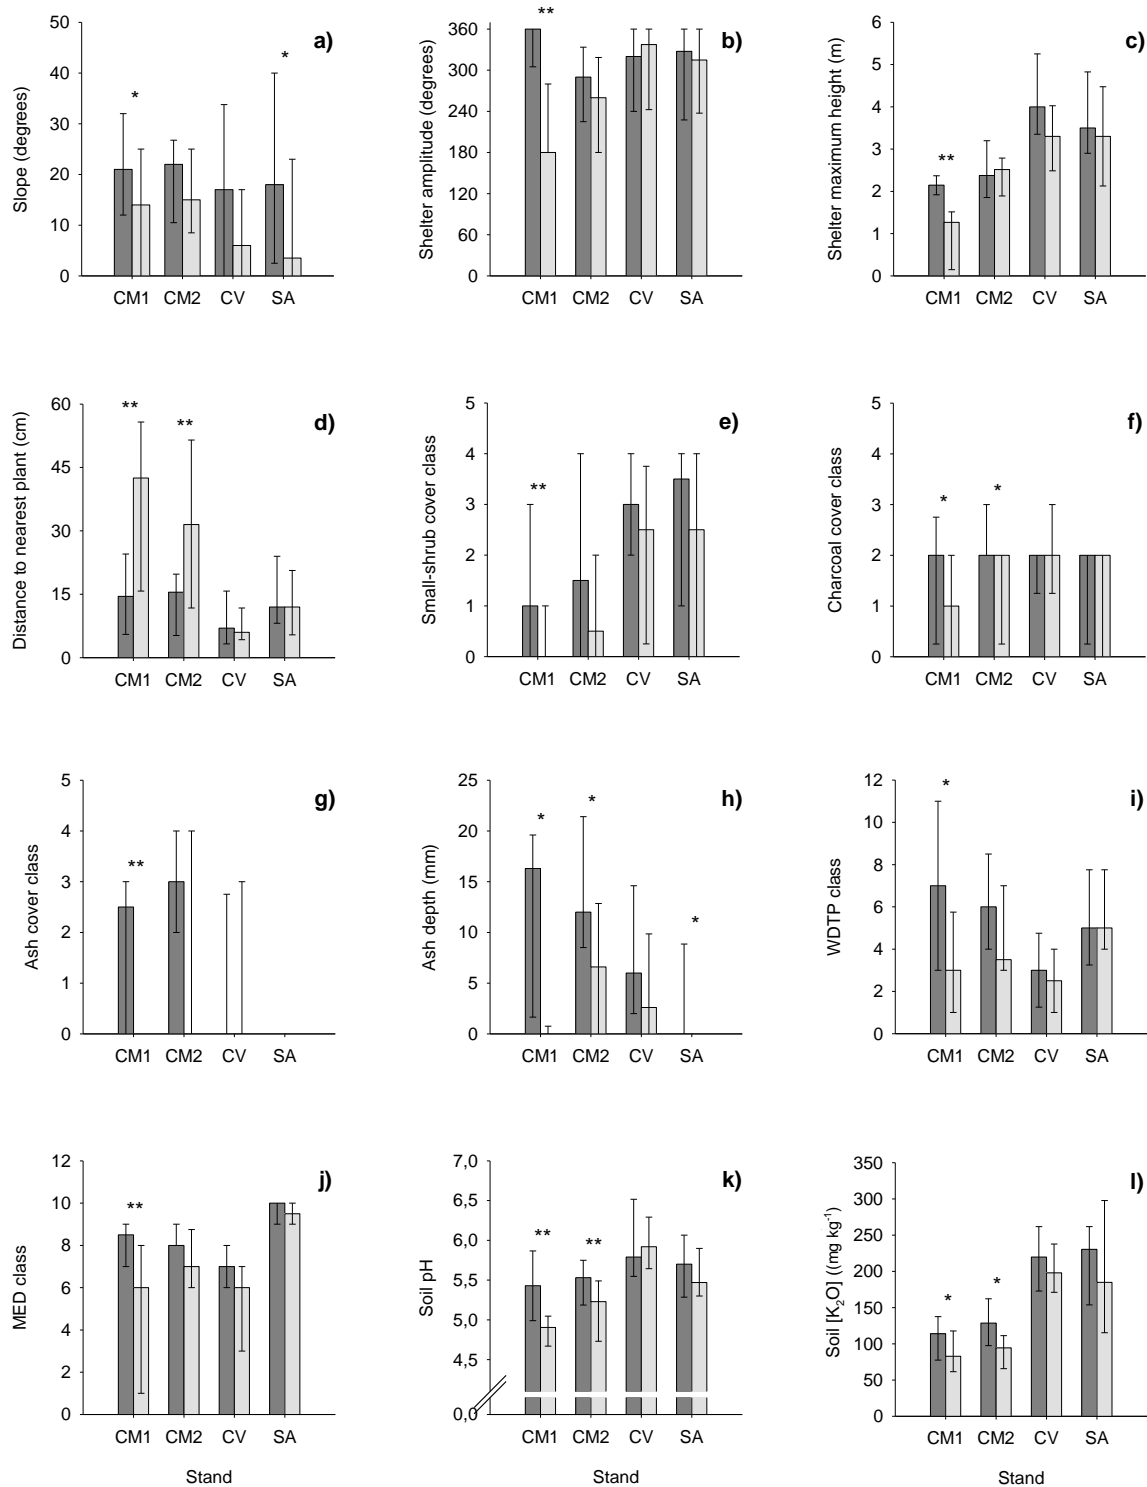 a)
Slope (degrees)
50
40
30
20
10
0
*
*
CM1 CM2 CV SA
b)
Shelter amplitude (degrees)
360
300
240
180
120
60
0
**
CM1 CM2 CV SA
c)
Shelter maximum height (m)
6
5
4
3
2
1
0
**
CM1 CM2 CV SA
d)
Distance to nearest plant (cm)
60
45
30
15
0
**
**
CM1 CM2 CV SA
e)
Small-shrub cover class
5
4
3
2
1
0
**
CM1 CM2 CV SA
f)
Charcoal cover class
5
4
3
2
1
0
*
*
CM1 CM2 CV SA
g)
Ash cover class
5
4
3
2
1
0
**
CM1 CM2 CV SA
h)
Ash depth (mm)
25
20
15
10
5
0
*
*
*
CM1 CM2 CV SA
i)
WDTP class
12
10
8
6
4
2
0
*
CM1 CM2 CV SA
j)
MED class
12
10
8
6
4
2
0
**
CM1 CM2 CV SA
Stand
k)
Soil pH
7,0
6,5
6,0
5,5
5,0
4,5
0,0
**
**
CM1 CM2 CV SA
Stand
l)
Soil [K₂O] ((mg kg⁻¹)
350
300
250
200
150
100
50
0
*
*
CM1 CM2 CV SA
Stand